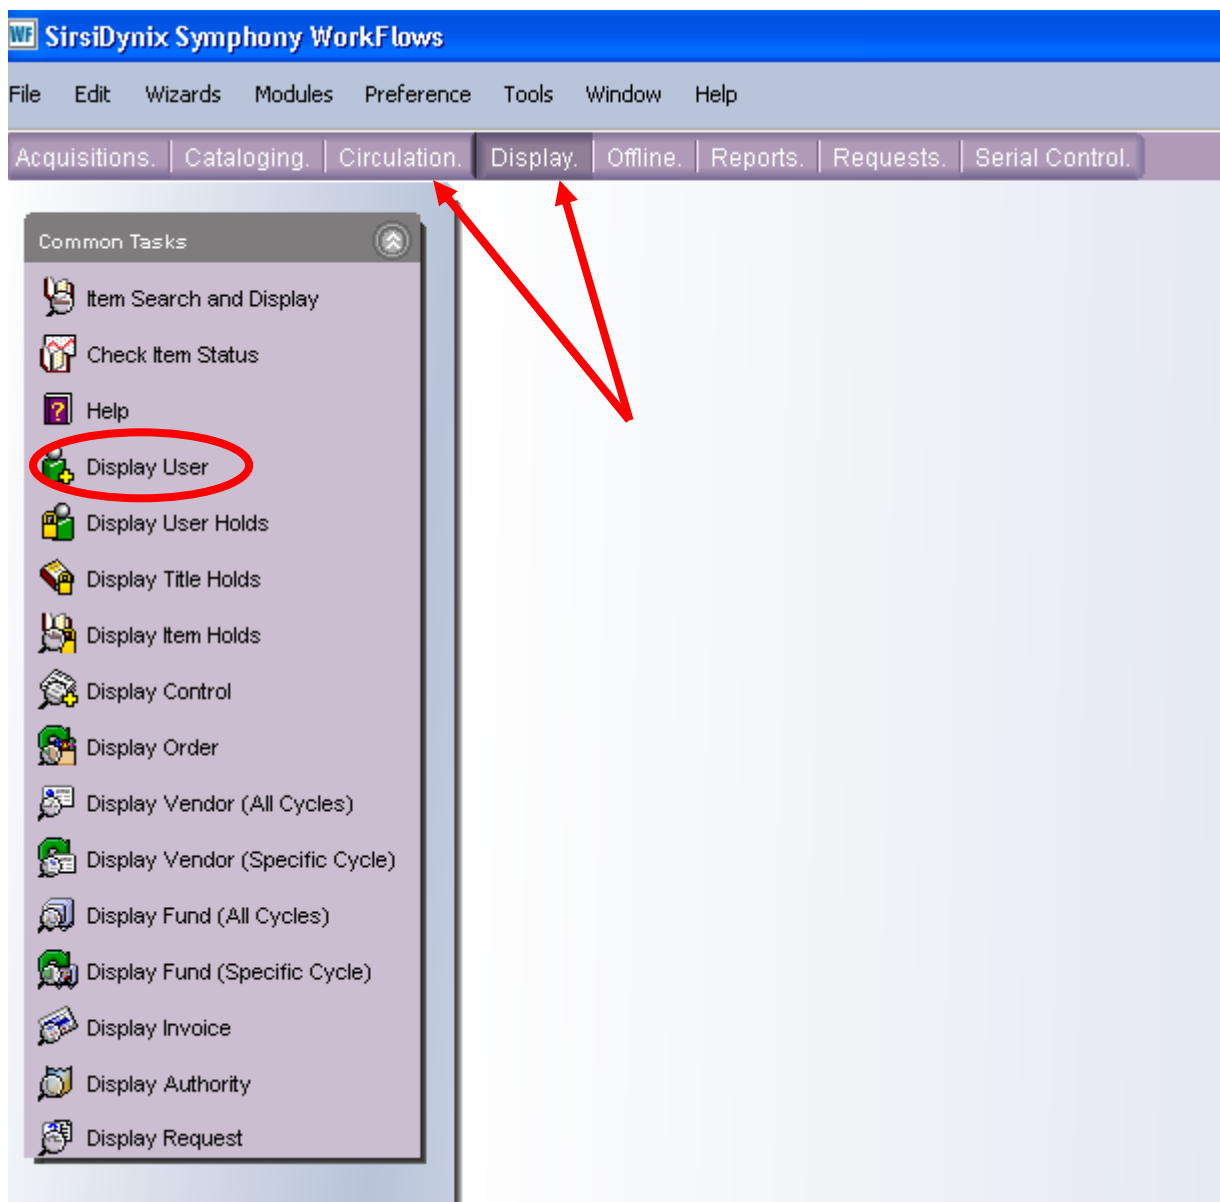 WF SirsiDynix Symphony WorkFlows
File Edit Wizards Modules Preference Tools Window Help
Acquisitions. Cataloging. Circulation. Display. Offline. Reports. Requests. Serial Control.
Common Tasks
Item Search and Display
Check Item Status
? Help
Display User
Display User Holds
Display Title Holds
Display Item Holds
Display Control
Display Order
Display Vendor (All Cycles)
Display Vendor (Specific Cycle)
Display Fund (All Cycles)
Display Fund (Specific Cycle)
Display Invoice
Display Authority
Display Request